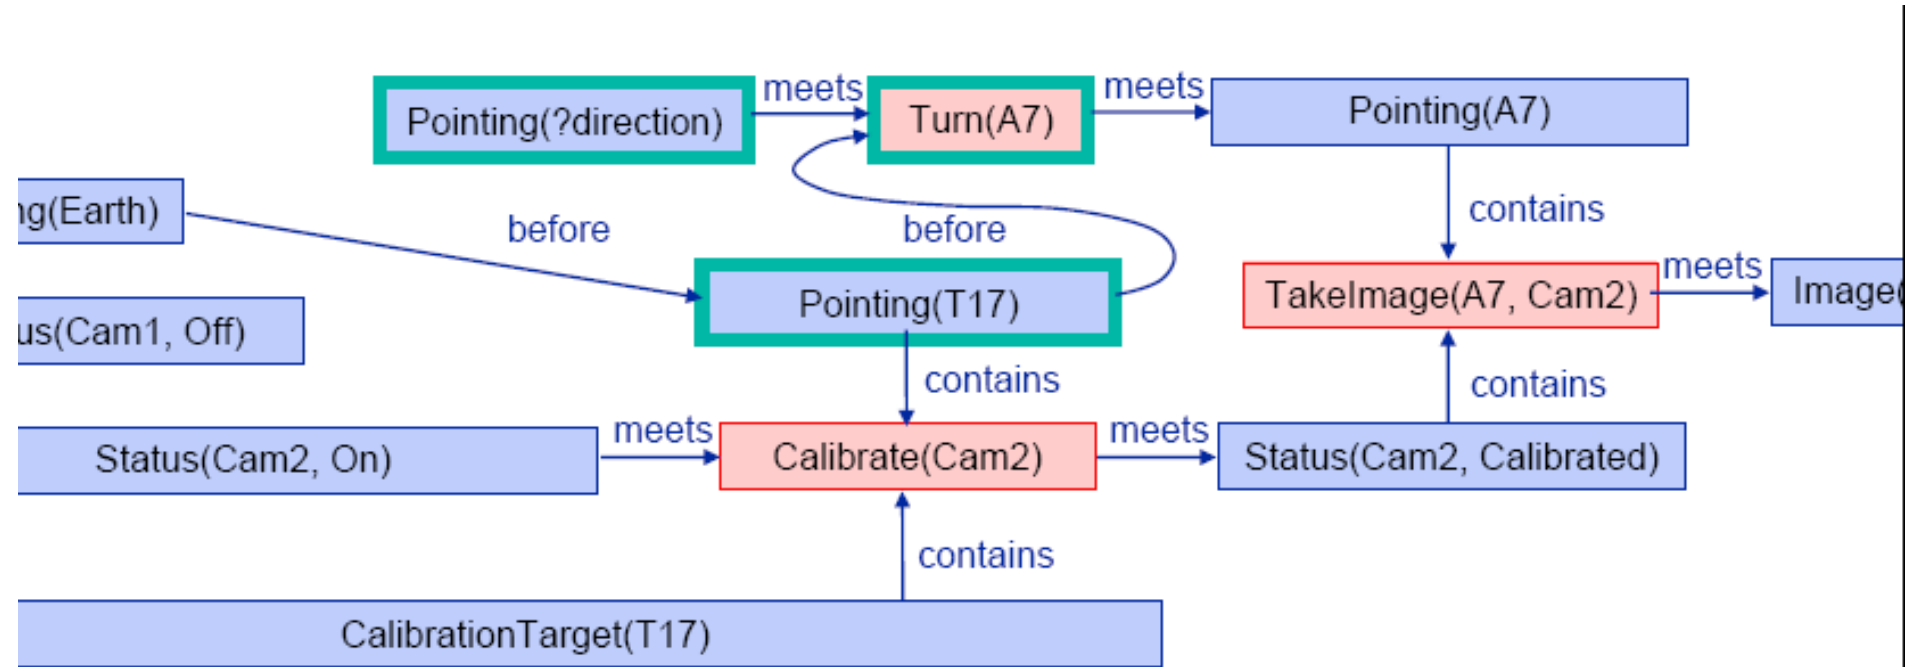 meets
meets
Pointing(?direction)
Turn(A7)
Pointing(A7)
ng(Earth)
before
before
contains
Pointing(T17)
TakeImage(A7, Cam2)
meets
Image(
us(Cam1, Off)
contains
contains
Status(Cam2, On)
meets
Calibrate(Cam2)
meets
Status(Cam2, Calibrated)
contains
CalibrationTarget(T17)